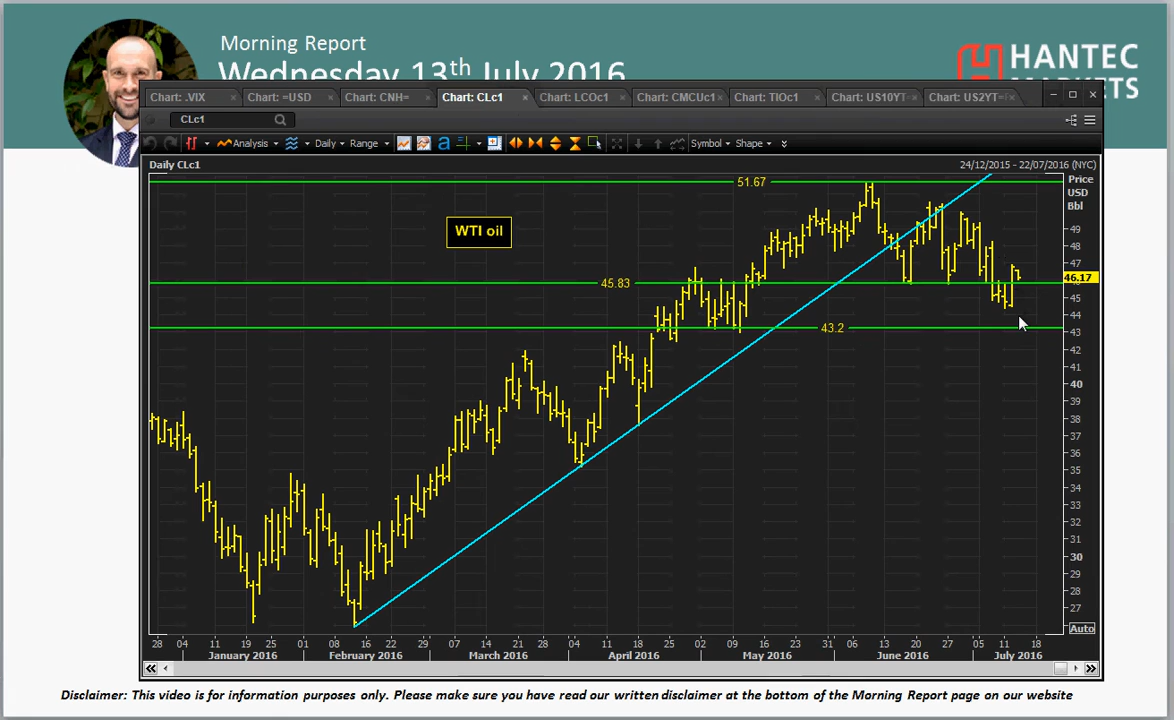 Morning Report
Wednesday 13th July 2016
HANTEC
MARKETS
Chart: .VIX
Chart: =USD
Chart: CNH=
Chart: CLc1
Chart: LCOc1
Chart: CMCUc1
Chart: TIOc1
Chart: US10YT=
Chart: US2YT=
CLc1
Analysis
Daily
Range
a
Symbol
Shape
Daily CLc1
24/12/2015 - 22/07/2016 (NYC)
Price
USD
Bbl
51.67
WTI oil
49
48
47
46.17
45.83
45
44
43.2
43
42
41
40
39
38
37
36
35
34
33
32
31
30
29
28
27
Auto
28 04 11 19 25 01 08 16 22 29 07 14 21 28 04 11 18 25 02 09 16 23 31 06 13 20 27 05 11 18
January 2016 February 2016 March 2016 April 2016 May 2016 June 2016 July 2016
Disclaimer: This video is for information purposes only. Please make sure you have read our written disclaimer at the bottom of the Morning Report page on our website